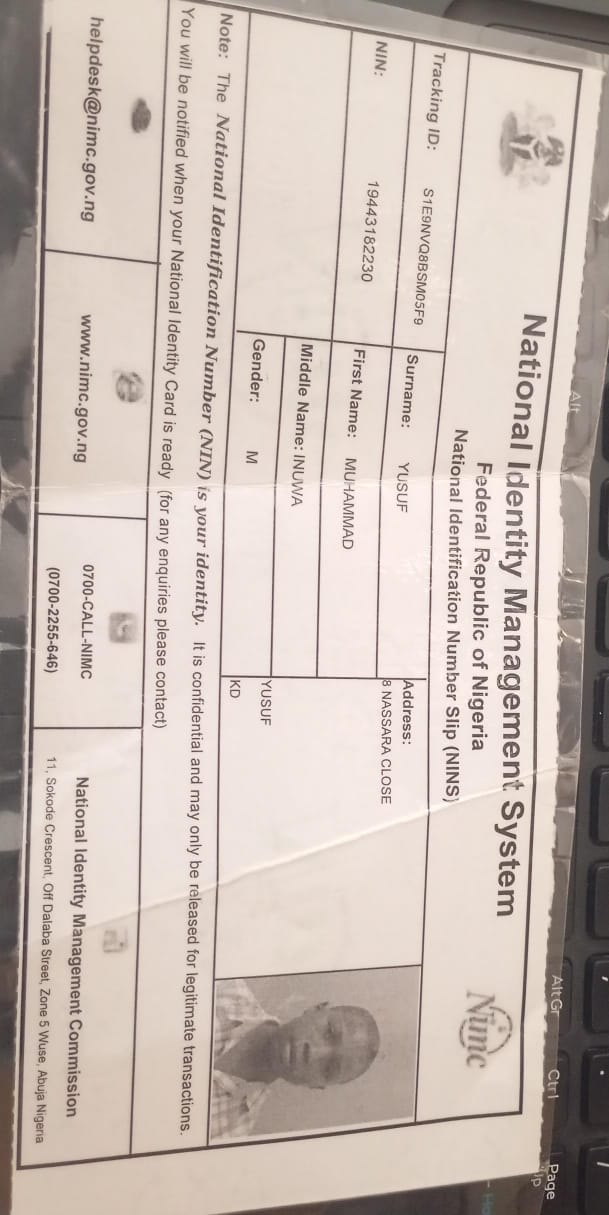 National Identity Management System
Federal Republic of Nigeria
National Identification Number Slip (NINS)
Nimc
Tracking ID: S1E9NVQ8BSM05F9
Surname: YUSUF
Address:
8 NASSARA CLOSE
NIN: 19443182230
First Name: MUHAMMAD
Middle Name: INUWA
YUSUF
Gender: M
KD
Note: The National Identification Number (NIN) is your identity. It is confidential and may only be released for legitimate transactions.
You will be notified when your National Identity Card is ready (for any enquiries please contact)
helpdesk@nimc.gov.ng
www.nimc.gov.ng
0700-CALL-NIMC
(0700-2255-646)
National Identity Management Commission
11, Sokode Crescent, Off Dalaba Street, Zone 5 Wuse, Abuja Nigeria
Alt
Alt Gr
Ctrl
Page